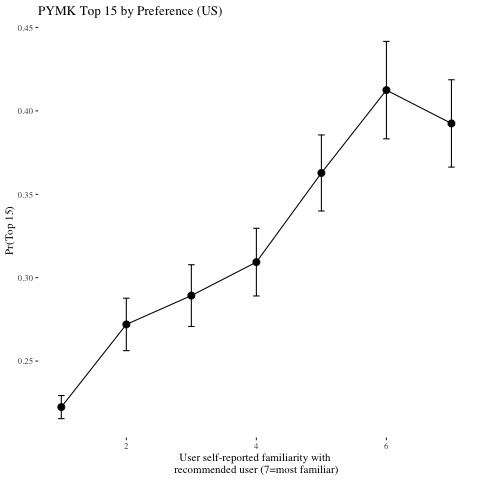 PYMK Top 15 by Preference (US)
0.45
0.40
0.35
0.30
0.25
Pr(Top 15)
2
4
6
User self-reported familiarity with
recommended user (7=most familiar)